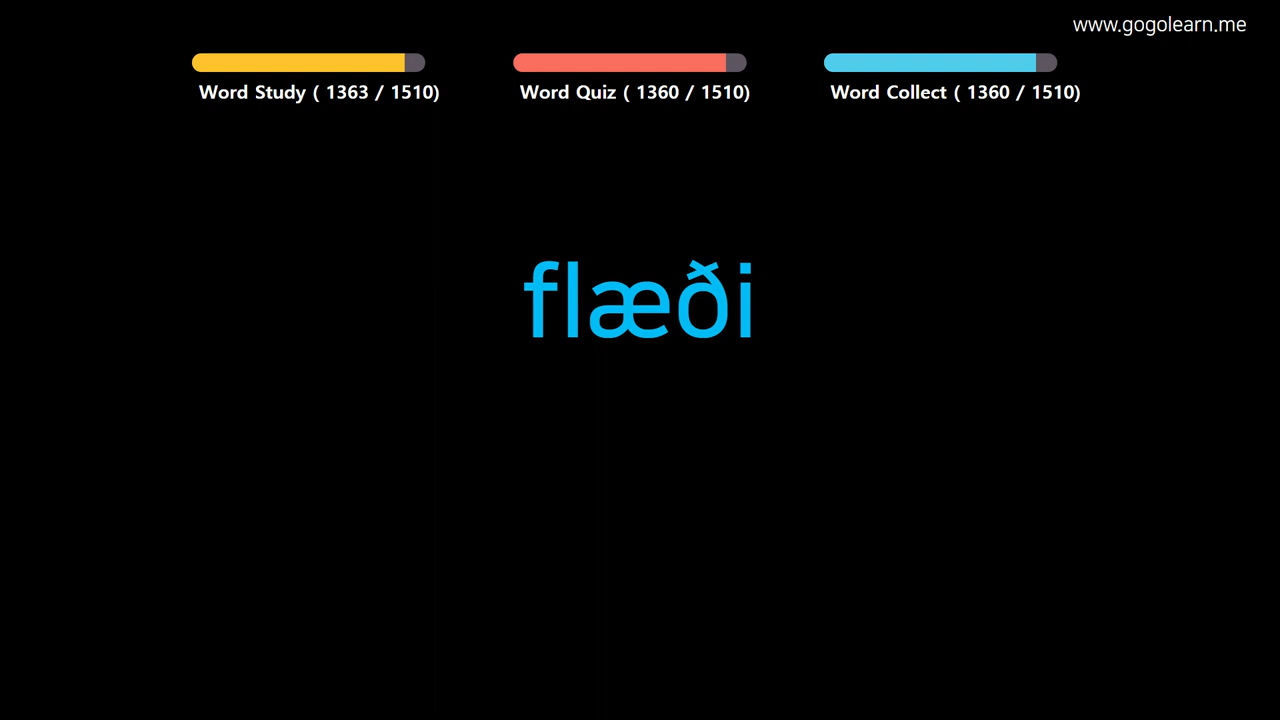 www.gogolearn.me
Word Study ( 1363 / 1510)
Word Quiz ( 1360 / 1510)
Word Collect ( 1360 / 1510)
flæði